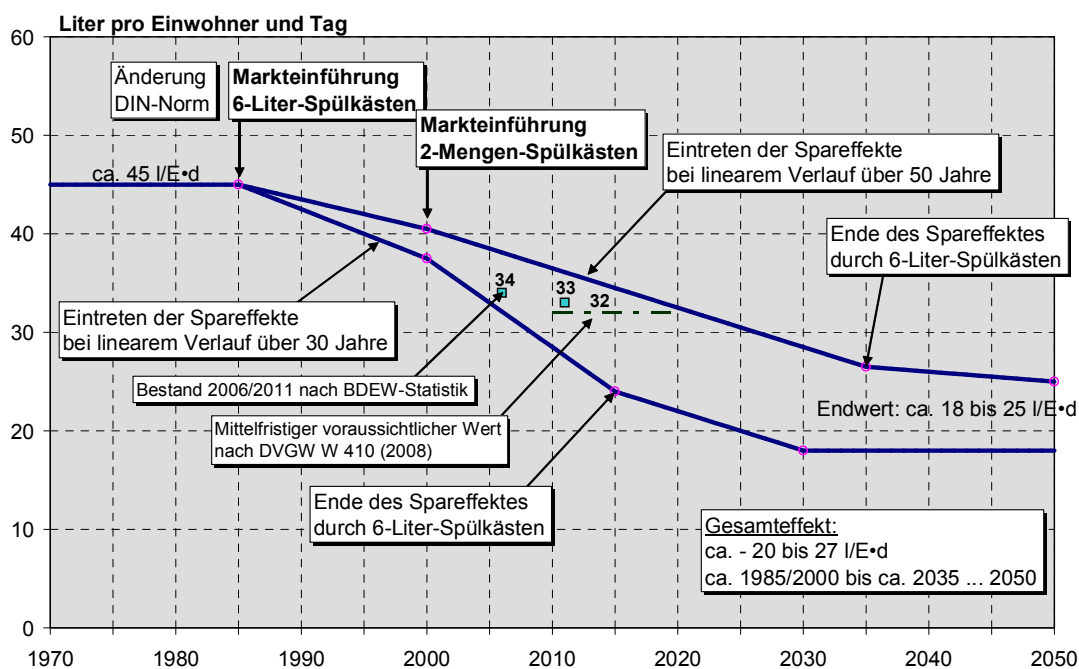 Liter pro Einwohner und Tag
60
50
40
30
20
10
0
Änderung
DIN-Norm
Markteinführung
6-Liter-Spülkästen
Markteinführung
2-Mengen-Spülkästen
Eintreten der Spareffekte
bei linearem Verlauf über 50 Jahre
ca. 45 l/E•d
Ende des Spareffektes
durch 6-Liter-Spülkästen
34
33
32
Eintreten der Spareffekte
bei linearem Verlauf über 30 Jahre
Bestand 2006/2011 nach BDEW-Statistik
Endwert: ca. 18 bis 25 l/E•d
Mittelfristiger voraussichtlicher Wert
nach DVGW W 410 (2008)
Ende des Spareffektes
durch 6-Liter-Spülkästen
Gesamteffekt:
ca. - 20 bis 27 l/E•d
ca. 1985/2000 bis ca. 2035 ... 2050
1970 1980 1990 2000 2010 2020 2030 2040 2050